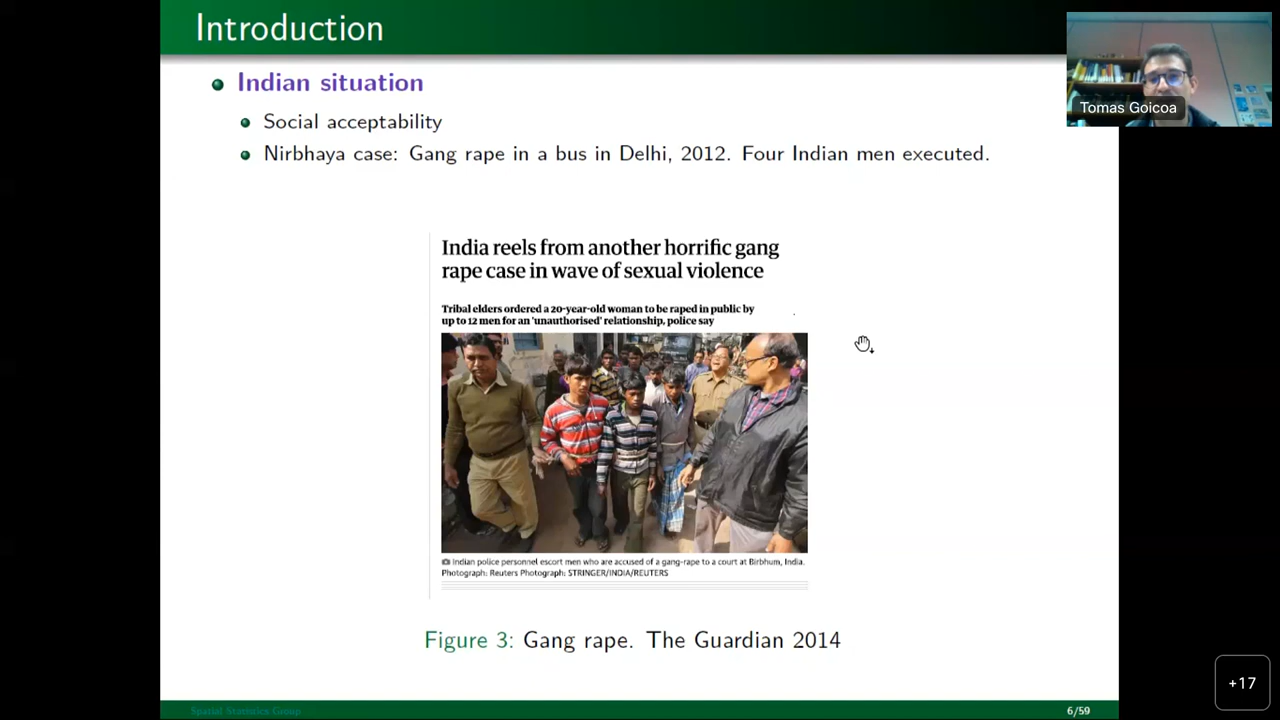 Introduction
Indian situation
Social acceptability
Nirbhaya case: Gang rape in a bus in Delhi, 2012. Four Indian men executed.
India reels from another horrific gang
rape case in wave of sexual violence
Tribal elders ordered a 20-year-old woman to be raped in public by
up to 12 men for an 'unauthorised' relationship, police say
Indian police personnel escort men who are accused of a gang-rape to a court at Birbhum, India.
Photograph: Reuters Photograph: STRINGER/INDIA/REUTERS
Figure 3: Gang rape. The Guardian 2014
Spatial Statistics Group
6/59
Tomas Goicoa
+17